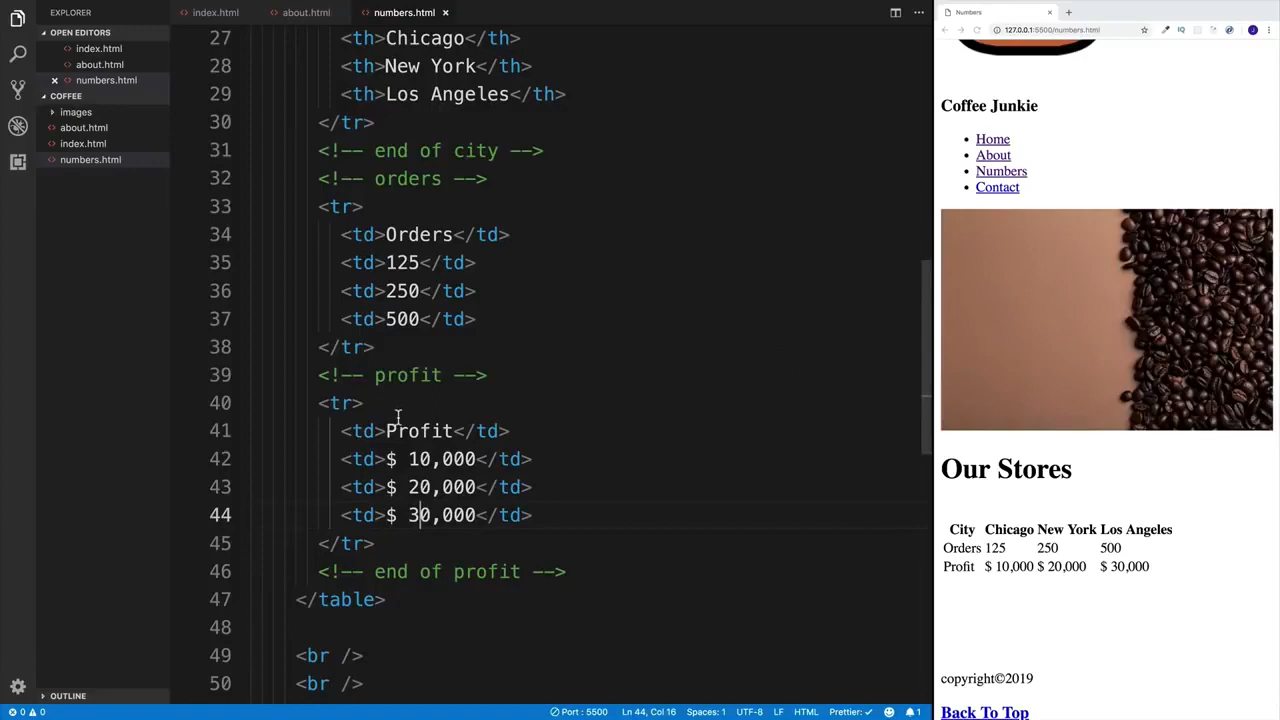 EXPLORER
OPEN EDITORS
index.html
about.html
numbers.html
COFFEE
images
about.html
index.html
numbers.html
OUTLINE
index.html
about.html
numbers.html
27 <th>Chicago</th>
28 <th>New York</th>
29 <th>Los Angeles</th>
30 </tr>
31 <!-- end of city -->
32 <!-- orders -->
33 <tr>
34 <td>Orders</td>
35 <td>125</td>
36 <td>250</td>
37 <td>500</td>
38 </tr>
39 <!-- profit -->
40 <tr>
41 <td>Profit</td>
42 <td>$ 10,000</td>
43 <td>$ 20,000</td>
44 <td>$ 30,000</td>
45 </tr>
46 <!-- end of profit -->
47 </table>
48
49 <br />
50 <br />
0 0 Port : 5500 Ln 44, Col 16 Spaces: 1 UTF-8 LF HTML Prettier: ✓ 1
Numbers
127.0.0.1:5500/numbers.html
Coffee Junkie
Home
About
Numbers
Contact
Our Stores
City Chicago New York Los Angeles
Orders 125 250 500
Profit $ 10,000 $ 20,000 $ 30,000
copyright©2019
Back To Top